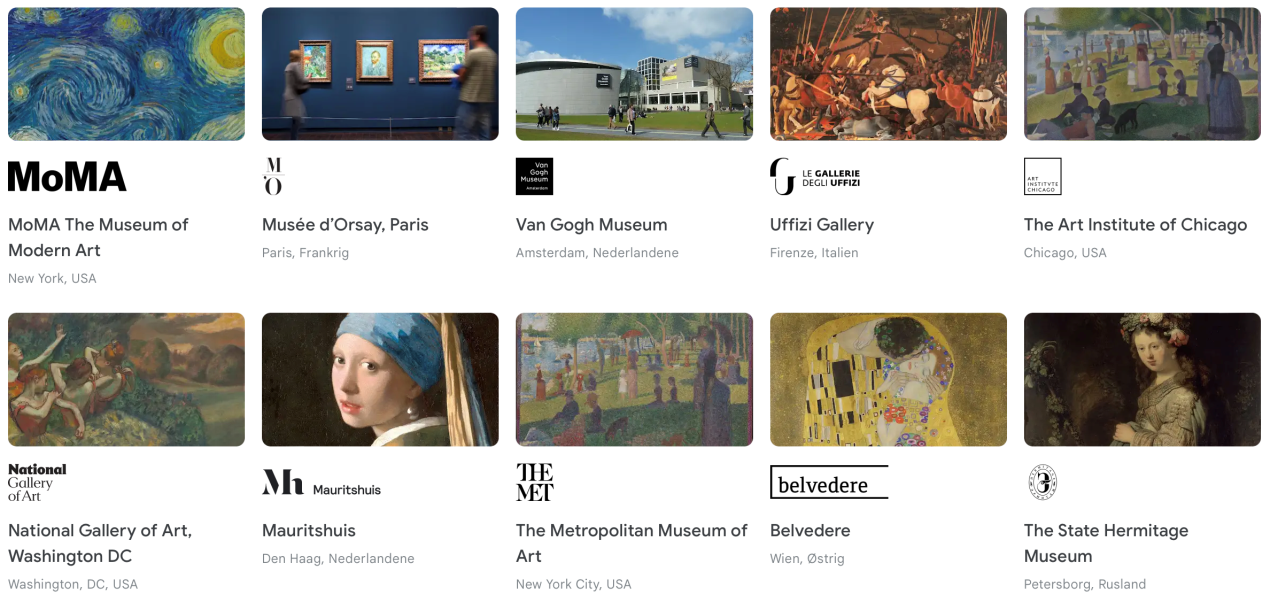 MoMA
MoMA The Museum of
Modern Art
New York, USA
M
O
Musée d'Orsay, Paris
Paris, Frankrig
Van
Gogh
Museum
Amsterdam
Van Gogh Museum
Amsterdam, Nederlandene
LE GALLERIE
DEGLI UFFIZI
Uffizi Gallery
Firenze, Italien
ART
INSTITVTE
CHICAGO
The Art Institute of Chicago
Chicago, USA
National
Gallery
of Art
National Gallery of Art,
Washington DC
Washington, DC, USA
Mh Mauritshuis
Mauritshuis
Den Haag, Nederlandene
THE
MET
The Metropolitan Museum of
Art
New York City, USA
belvedere
Belvedere
Wien, Østrig
The State Hermitage
Museum
Petersborg, Rusland